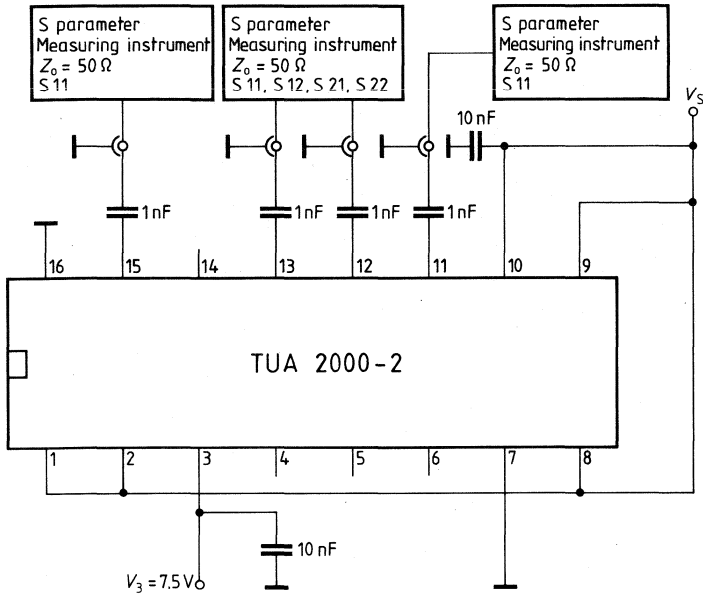 S parameter
Measuring instrument
Z₀ = 50 Ω
S 11
S parameter
Measuring instrument
Z₀ = 50 Ω
S 11, S 12, S 21, S 22
S parameter
Measuring instrument
Z₀ = 50 Ω
S 11
Vₛ
10 nF
1 nF
1 nF
1 nF
1 nF
16 15 14 13 12 11 10 9
TUA 2000-2
1 2 3 4 5 6 7 8
10 nF
V₃ = 7.5 V